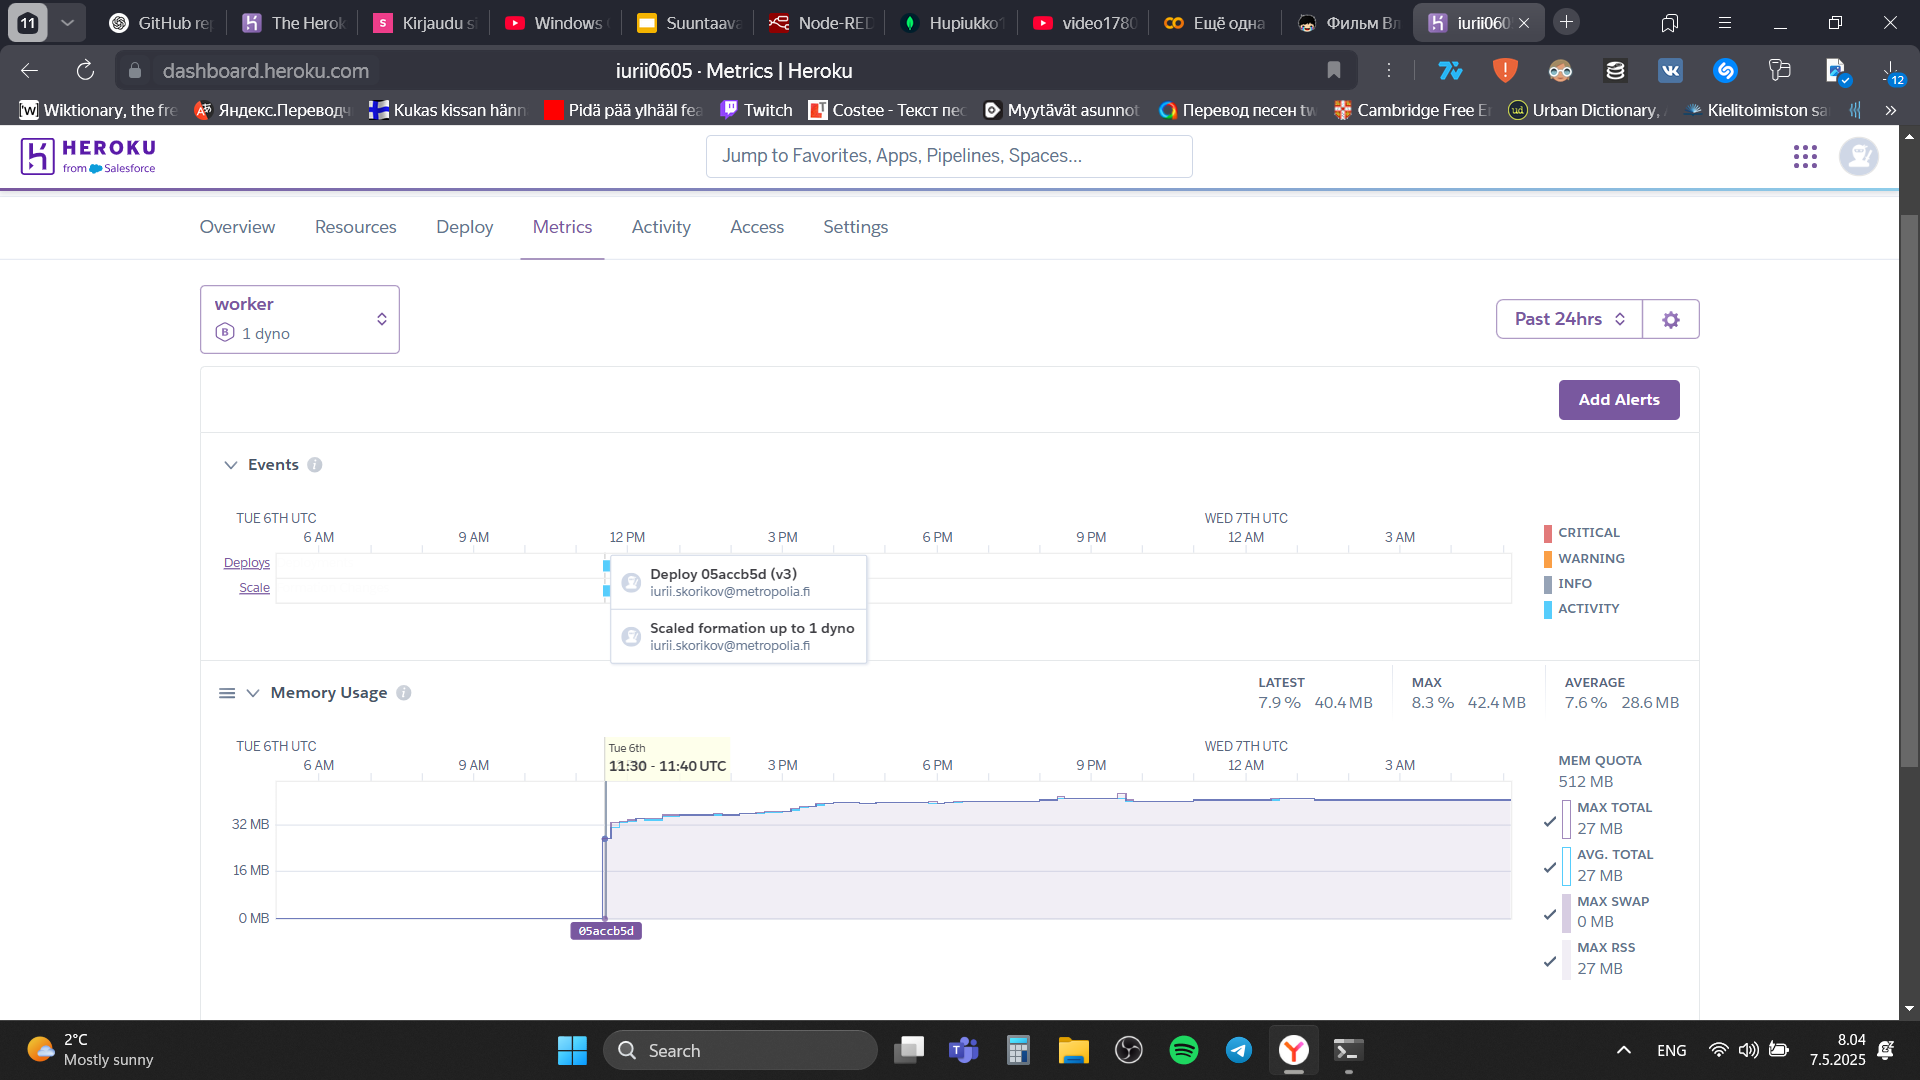 11
GitHub rep
The Herok
Kirjaudu si
Windows
Suuntaava
Node-RED
Hupiukko1
video1780
Ещё одна
Фильм Вл
iurii060
dashboard.heroku.com
iurii0605 · Metrics | Heroku
12
Wiktionary, the fre
Яндекс.Переводч
Kukas kissan hänn
Pidä pää ylhääl fea
Twitch
Costee - Текст пес
Myytävät asunnot
Перевод песен tw
Cambridge Free E
Urban Dictionary,
Kielitoimiston sa
HEROKU
from Salesforce
Jump to Favorites, Apps, Pipelines, Spaces...
Overview
Resources
Deploy
Metrics
Activity
Access
Settings
worker
B 1 dyno
Past 24hrs
Add Alerts
Events
TUE 6TH UTC
WED 7TH UTC
6 AM
9 AM
12 PM
3 PM
6 PM
9 PM
12 AM
3 AM
Deploys
Scale
Deploy 05accb5d (v3)
iurii.skorikov@metropolia.fi
Scaled formation up to 1 dyno
iurii.skorikov@metropolia.fi
CRITICAL
WARNING
INFO
ACTIVITY
Memory Usage
LATEST
7.9 % 40.4 MB
MAX
8.3 % 42.4 MB
AVERAGE
7.6 % 28.6 MB
TUE 6TH UTC
WED 7TH UTC
6 AM
9 AM
Tue 6th
11:30 - 11:40 UTC
3 PM
6 PM
9 PM
12 AM
3 AM
32 MB
16 MB
0 MB
05accb5d
MEM QUOTA
512 MB
MAX TOTAL
27 MB
AVG. TOTAL
27 MB
MAX SWAP
0 MB
MAX RSS
27 MB
2°C
Mostly sunny
Search
ENG
8.04
7.5.2025